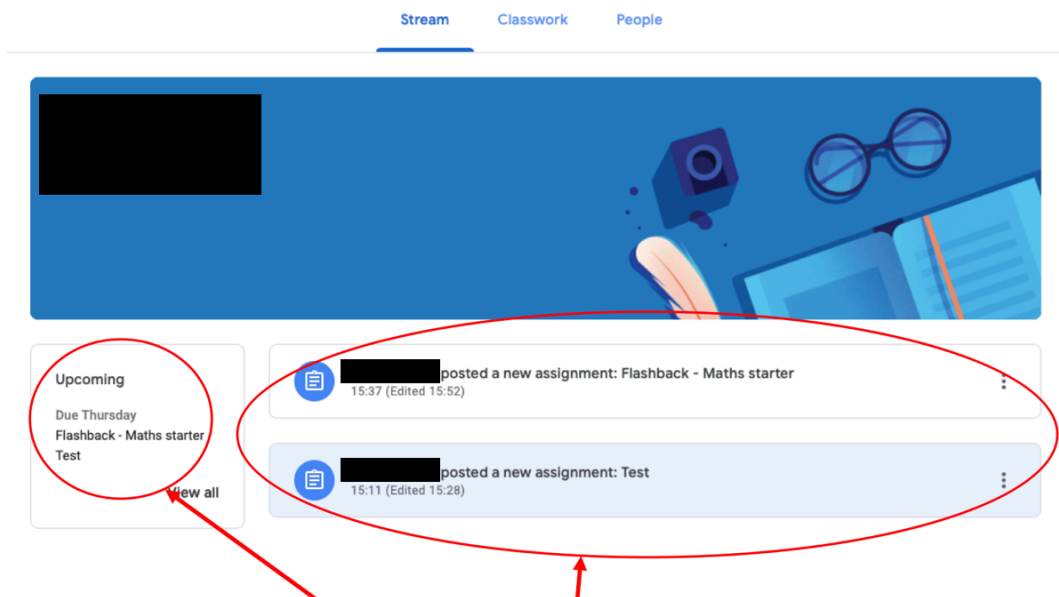 Stream Classwork People
Upcoming
Due Thursday
Flashback - Maths starter
Test
View all
posted a new assignment: Flashback - Maths starter
15:37 (Edited 15:52)
posted a new assignment: Test
15:11 (Edited 15:28)